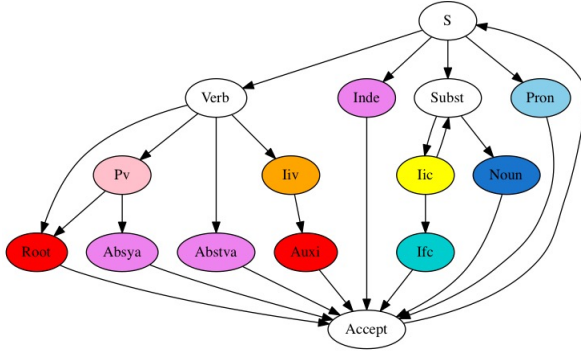 S
Verb
Inde
Subst
Pron
Pv
Iiv
Iic
Noun
Root
Absya
Abstva
Auxi
Ifc
Accept